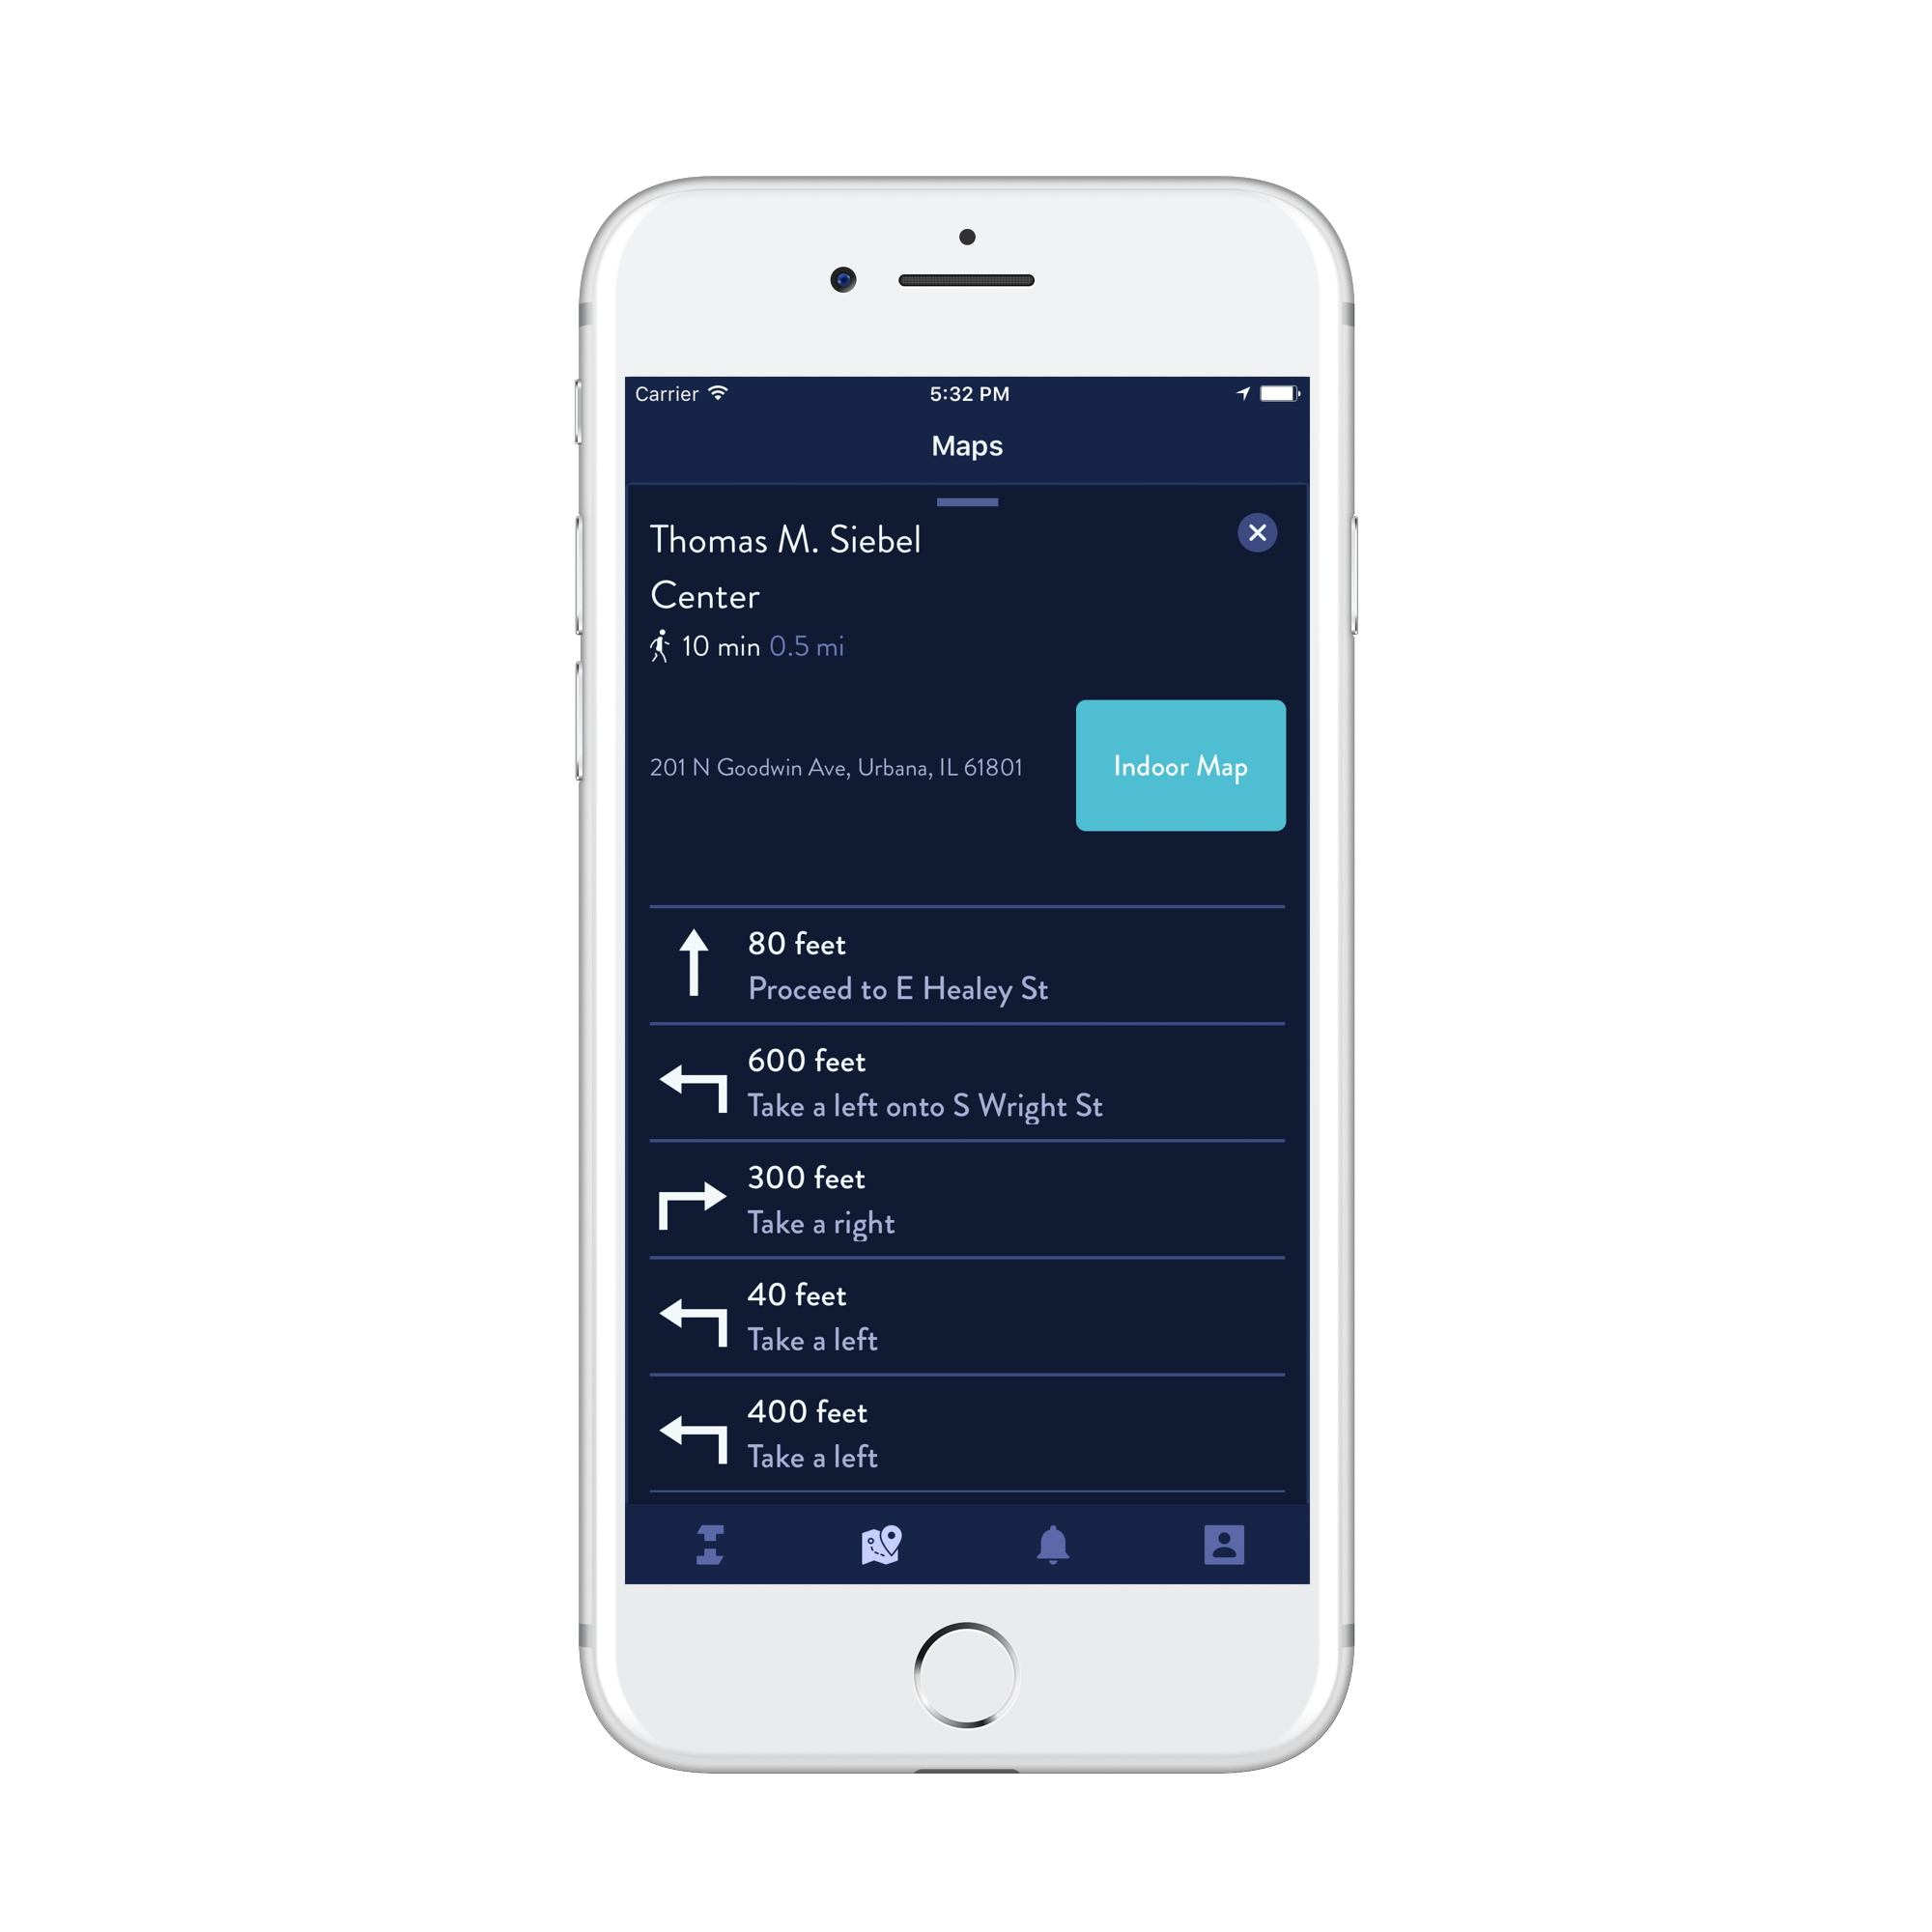 Carrier 5:32 PM
Maps
Thomas M. Siebel
Center
10 min 0.5 mi
201 N Goodwin Ave, Urbana, IL 61801
Indoor Map
80 feet
Proceed to E Healey St
600 feet
Take a left onto S Wright St
300 feet
Take a right
40 feet
Take a left
400 feet
Take a left